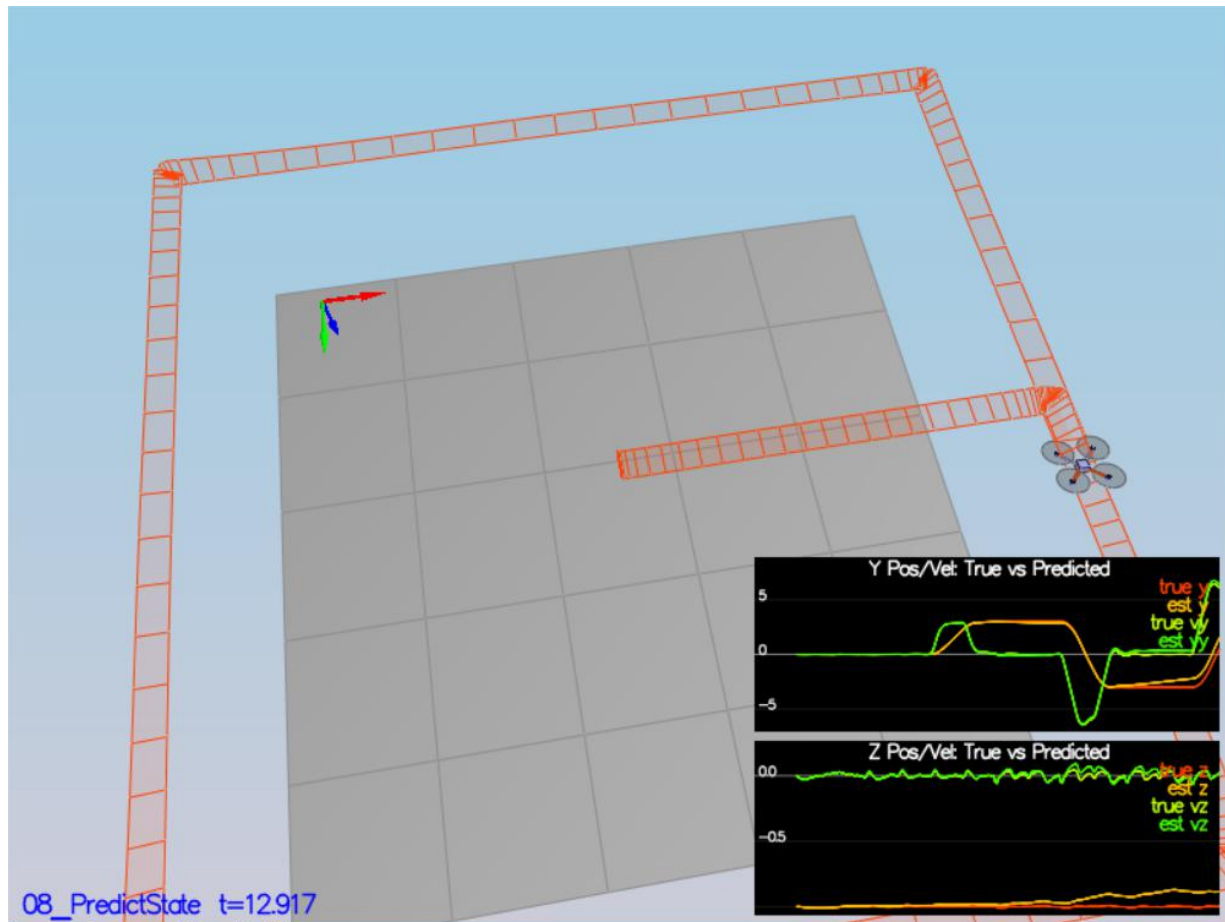 Y Pos/Vel: True vs Predicted
5
true y
est y
true vy
0
est vy
-5
Z Pos/Vel: True vs Predicted
0.0
true z
est z
true vz
-0.5
est vz
08_PredictState t=12.917